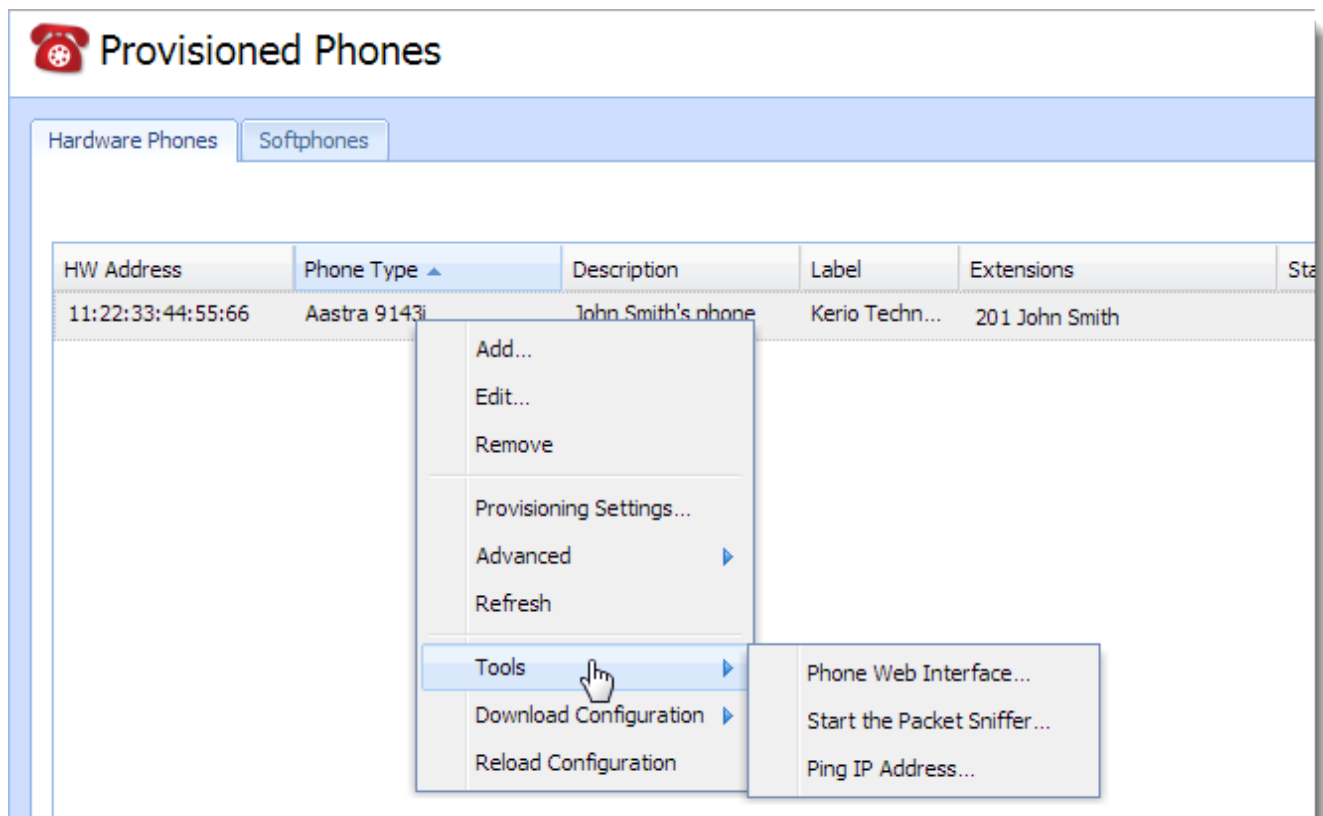 Provisioned Phones
Hardware Phones Softphones
HW Address Phone Type Description Label Extensions Sta
11:22:33:44:55:66 Aastra 9143i John Smith's phone Kerio Techn... 201 John Smith
Add...
Edit...
Remove
Provisioning Settings...
Advanced
Refresh
Tools
Download Configuration
Reload Configuration
Phone Web Interface...
Start the Packet Sniffer...
Ping IP Address...